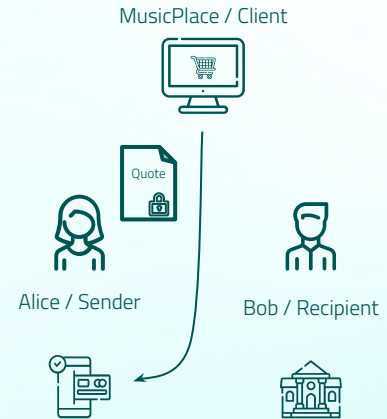 MusicPlace / Client
Quote
Alice / Sender
Bob / Recipient